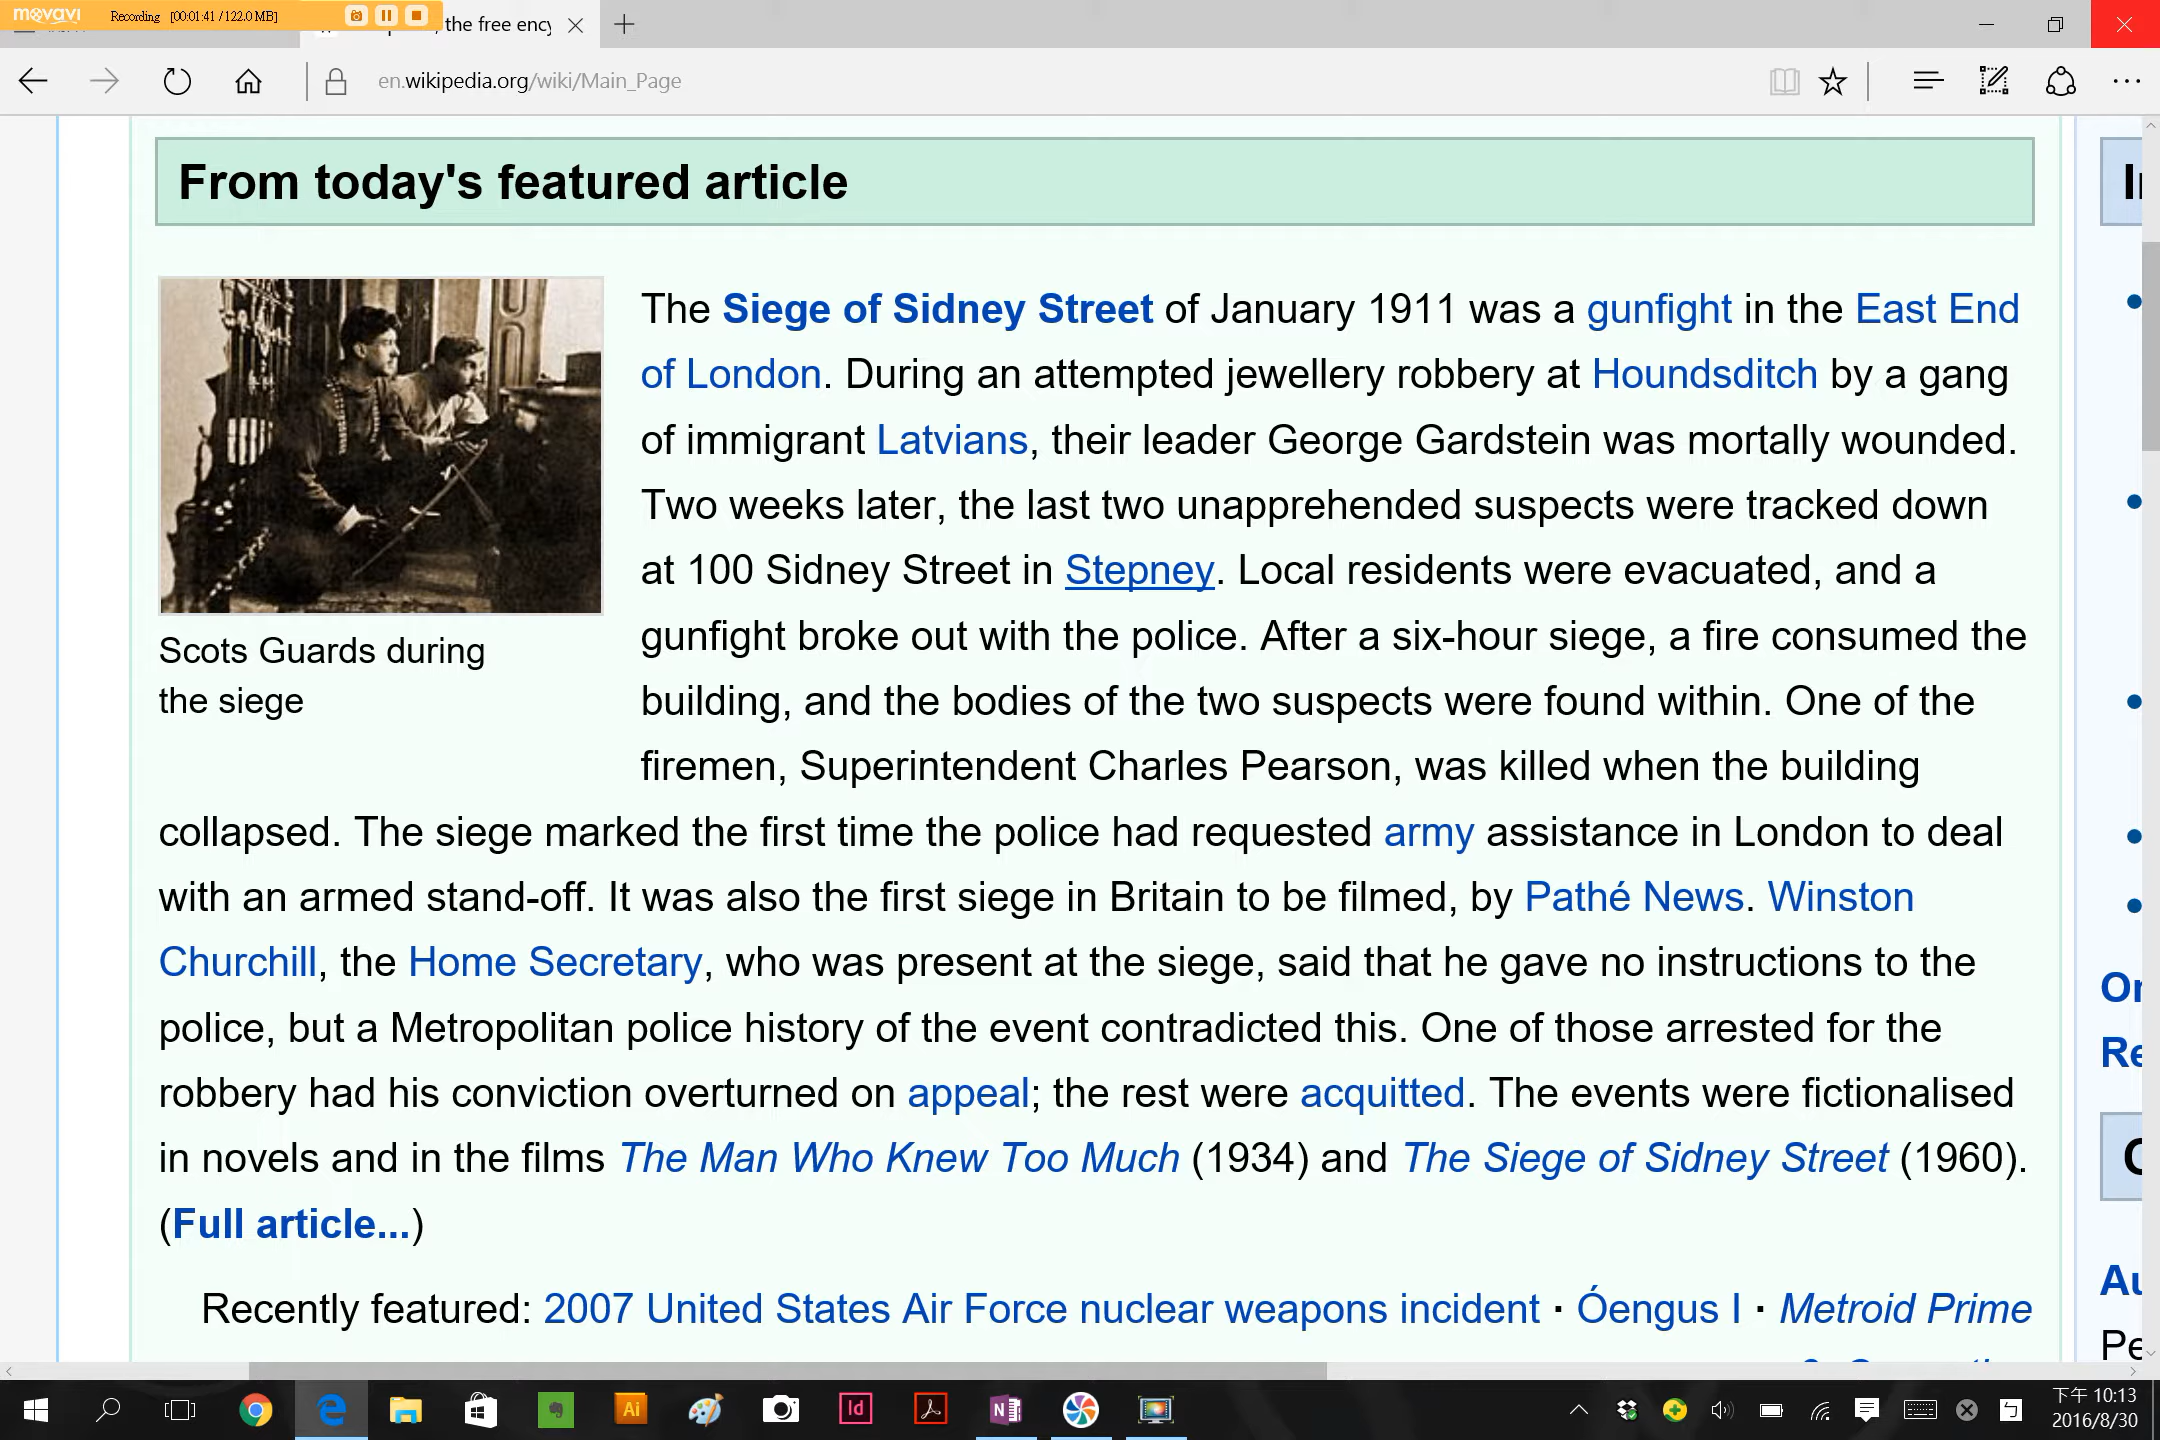 movavi Recording [00:01:41 / 122.0 MB]
the free ency
en.wikipedia.org/wiki/Main_Page
From today's featured article
The Siege of Sidney Street of January 1911 was a gunfight in the East End
of London. During an attempted jewellery robbery at Houndsditch by a gang
of immigrant Latvians, their leader George Gardstein was mortally wounded.
Two weeks later, the last two unapprehended suspects were tracked down
at 100 Sidney Street in Stepney. Local residents were evacuated, and a
gunfight broke out with the police. After a six-hour siege, a fire consumed the
building, and the bodies of the two suspects were found within. One of the
firemen, Superintendent Charles Pearson, was killed when the building
Scots Guards during
the siege
collapsed. The siege marked the first time the police had requested army assistance in London to deal
with an armed stand-off. It was also the first siege in Britain to be filmed, by Pathé News. Winston
Churchill, the Home Secretary, who was present at the siege, said that he gave no instructions to the
police, but a Metropolitan police history of the event contradicted this. One of those arrested for the
robbery had his conviction overturned on appeal; the rest were acquitted. The events were fictionalised
in novels and in the films The Man Who Knew Too Much (1934) and The Siege of Sidney Street (1960).
(Full article...)
Recently featured: 2007 United States Air Force nuclear weapons incident · Óengus I · Metroid Prime
Re
Au
Pe
Ai
Id
N
下午 10:13
2016/8/30